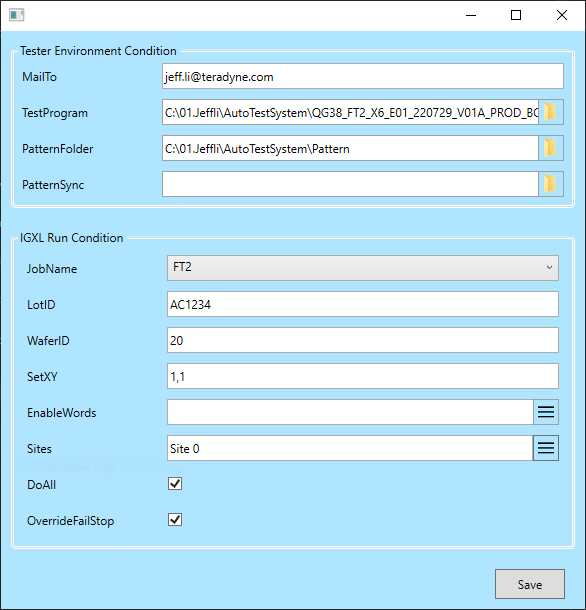 Tester Environment Condition
MailTo jeff.li@teradyne.com
TestProgram C:\01.Jeffli\AutoTestSystem\QG38_FT2_X6_E01_220729_V01A_PROD_BC
PatternFolder C:\01.Jeffli\AutoTestSystem\Pattern
PatternSync
IGXL Run Condition
JobName FT2
LotID AC1234
WaferID 20
SetXY 1,1
EnableWords
Sites Site 0
DoAll
OverrideFailStop
Save